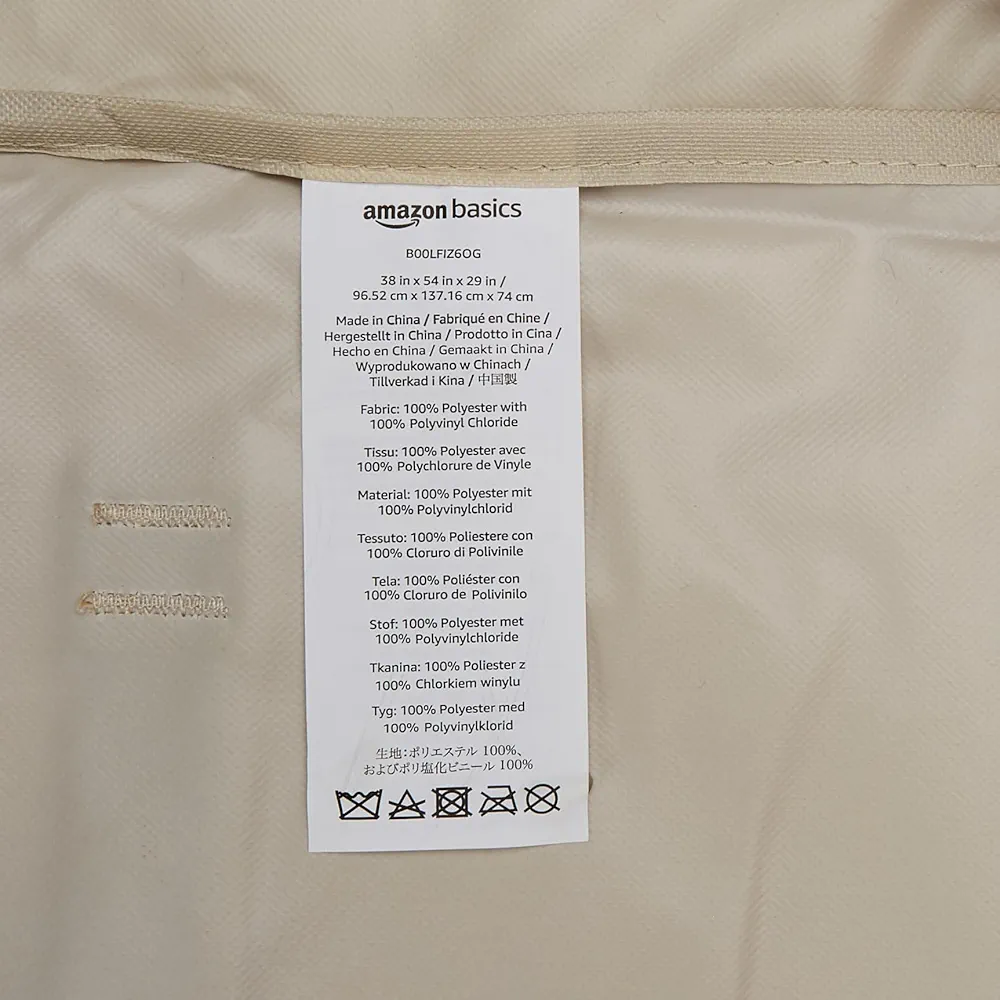 amazon basics
B00LFIZ6OG
38 in x 54 in x 29 in /
96.52 cm x 137.16 cm x 74 cm
Made in China / Fabriqué en Chine /
Hergestellt in China / Prodotto in Cina /
Hecho en China / Gemaakt in China /
Wyprodukowano w Chinach /
Tillverkad i Kina / 中国製
Fabric: 100% Polyester with
100% Polyvinyl Chloride
Tissu: 100% Polyester avec
100% Polychlorure de Vinyle
Material: 100% Polyester mit
100% Polyvinylchlorid
Tessuto: 100% Poliestere con
100% Cloruro di Polivinile
Tela: 100% Poliéster con
100% Cloruro de Polivinilo
Stof: 100% Polyester met
100% Polyvinylchloride
Tkanina: 100% Poliester z
100% Chlorkiem winylu
Tyg: 100% Polyester med
100% Polyvinylklorid
生地：ポリエステル 100%、
およびポリ塩化ビニール 100%